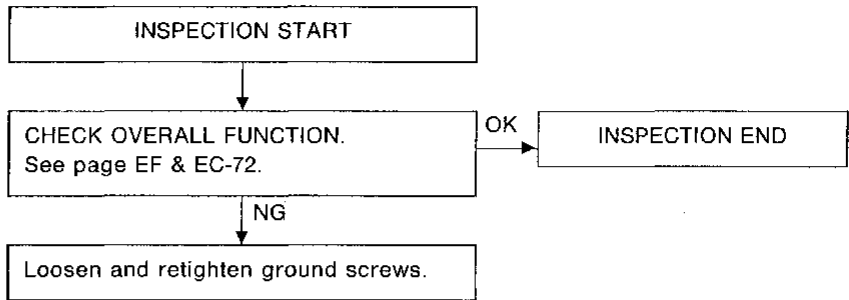 INSPECTION START
CHECK OVERALL FUNCTION.
See page EF & EC-72.
OK
INSPECTION END
NG
Loosen and retighten ground screws.